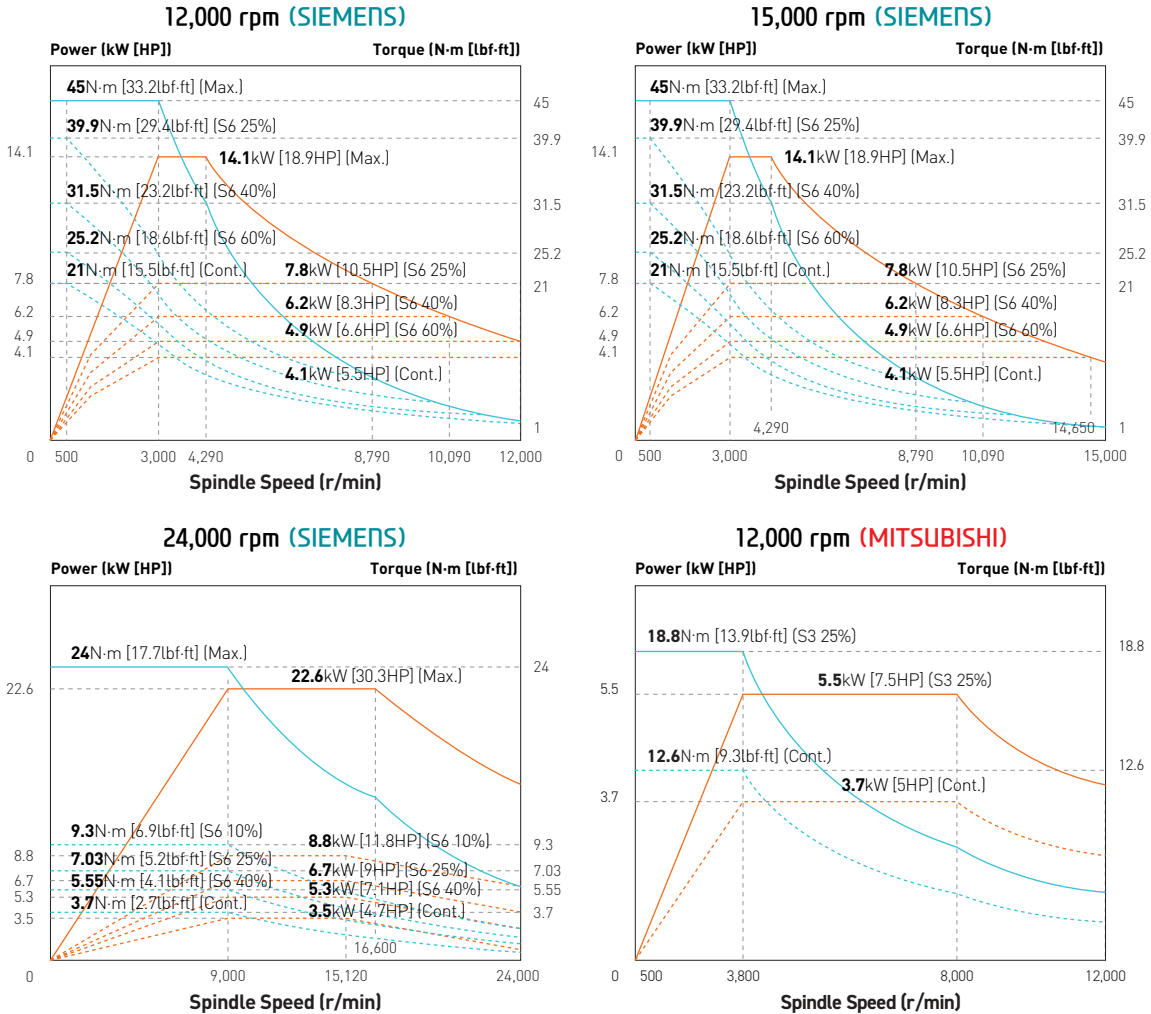 12,000 rpm (SIEMENS)
Power (kW [HP])
Torque (N·m [lbf·ft])
45N·m [33.2lbf·ft] (Max.)
45
39.9N·m [29.4lbf·ft] (S6 25%)
39.9
14.1
14.1kW [18.9HP] (Max.)
31.5N·m [23.2lbf·ft] (S6 40%)
31.5
25.2N·m [18.6lbf·ft] (S6 60%)
25.2
21N·m [15.5lbf·ft] (Cont.)
7.8kW [10.5HP] (S6 25%)
7.8
21
6.2kW [8.3HP] (S6 40%)
6.2
4.9kW [6.6HP] (S6 60%)
4.9
4.1
4.1kW [5.5HP] (Cont.)
1
0 500 3,000 4,290 8,790 10,090 12,000
Spindle Speed (r/min)
15,000 rpm (SIEMENS)
Power (kW [HP])
Torque (N·m [lbf·ft])
45N·m [33.2lbf·ft] (Max.)
45
39.9N·m [29.4lbf·ft] (S6 25%)
39.9
14.1
14.1kW [18.9HP] (Max.)
31.5N·m [23.2lbf·ft] (S6 40%)
31.5
25.2N·m [18.6lbf·ft] (S6 60%)
25.2
21N·m [15.5lbf·ft] (Cont.)
7.8kW [10.5HP] (S6 25%)
7.8
21
6.2kW [8.3HP] (S6 40%)
6.2
4.9kW [6.6HP] (S6 60%)
4.9
4.1
4.1kW [5.5HP] (Cont.)
4,290 14,650
1
0 500 3,000 8,790 10,090 15,000
Spindle Speed (r/min)
24,000 rpm (SIEMENS)
Power (kW [HP])
Torque (N·m [lbf·ft])
24N·m [17.7lbf·ft] (Max.)
24
22.6kW [30.3HP] (Max.)
22.6
9.3N·m [6.9lbf·ft] (S6 10%)
8.8kW [11.8HP] (S6 10%)
9.3
8.8
7.03N·m [5.2lbf·ft] (S6 25%)
6.7kW [9HP] (S6 25%)
7.03
6.7
5.55N·m [4.1lbf·ft] (S6 40%)
5.3kW [7.1HP] (S6 40%)
5.55
5.3
3.7N·m [2.7lbf·ft] (Cont.)
3.5kW [4.7HP] (Cont.)
3.7
3.5
16,600
0 9,000 15,120 24,000
Spindle Speed (r/min)
12,000 rpm (MITSUBISHI)
Power (kW [HP])
Torque (N·m [lbf·ft])
18.8N·m [13.9lbf·ft] (S3 25%)
18.8
5.5kW [7.5HP] (S3 25%)
5.5
12.6N·m [9.3lbf·ft] (Cont.)
12.6
3.7kW [5HP] (Cont.)
3.7
0 500 3,800 8,000 12,000
Spindle Speed (r/min)